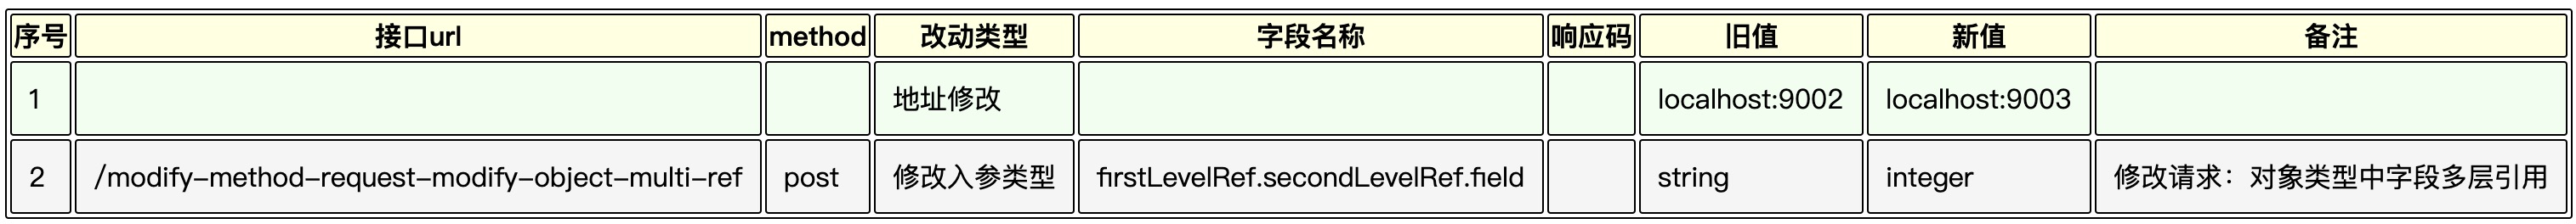 序号 接口url method 改动类型 字段名称 响应码 旧值 新值 备注
1 地址修改 localhost:9002 localhost:9003
2 /modify-method-request-modify-object-multi-ref post 修改入参类型 firstLevelRef.secondLevelRef.field string integer 修改请求：对象类型中字段多层引用